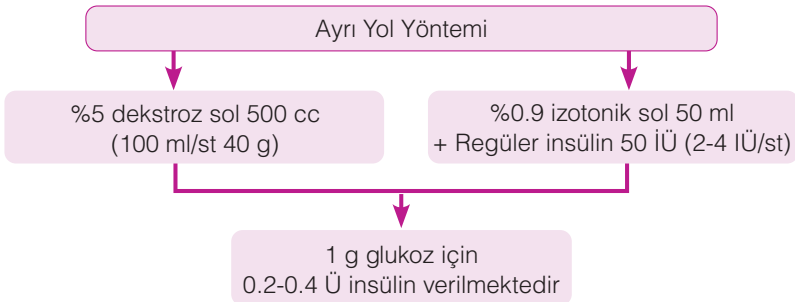 Ayrı Yol Yöntemi
%5 dekstroz sol 500 cc
(100 ml/st 40 g)
%0.9 izotonik sol 50 ml
+ Regüler insülin 50 İÜ (2-4 IÜ/st)
1 g glukoz için
0.2-0.4 Ü insülin verilmektedir